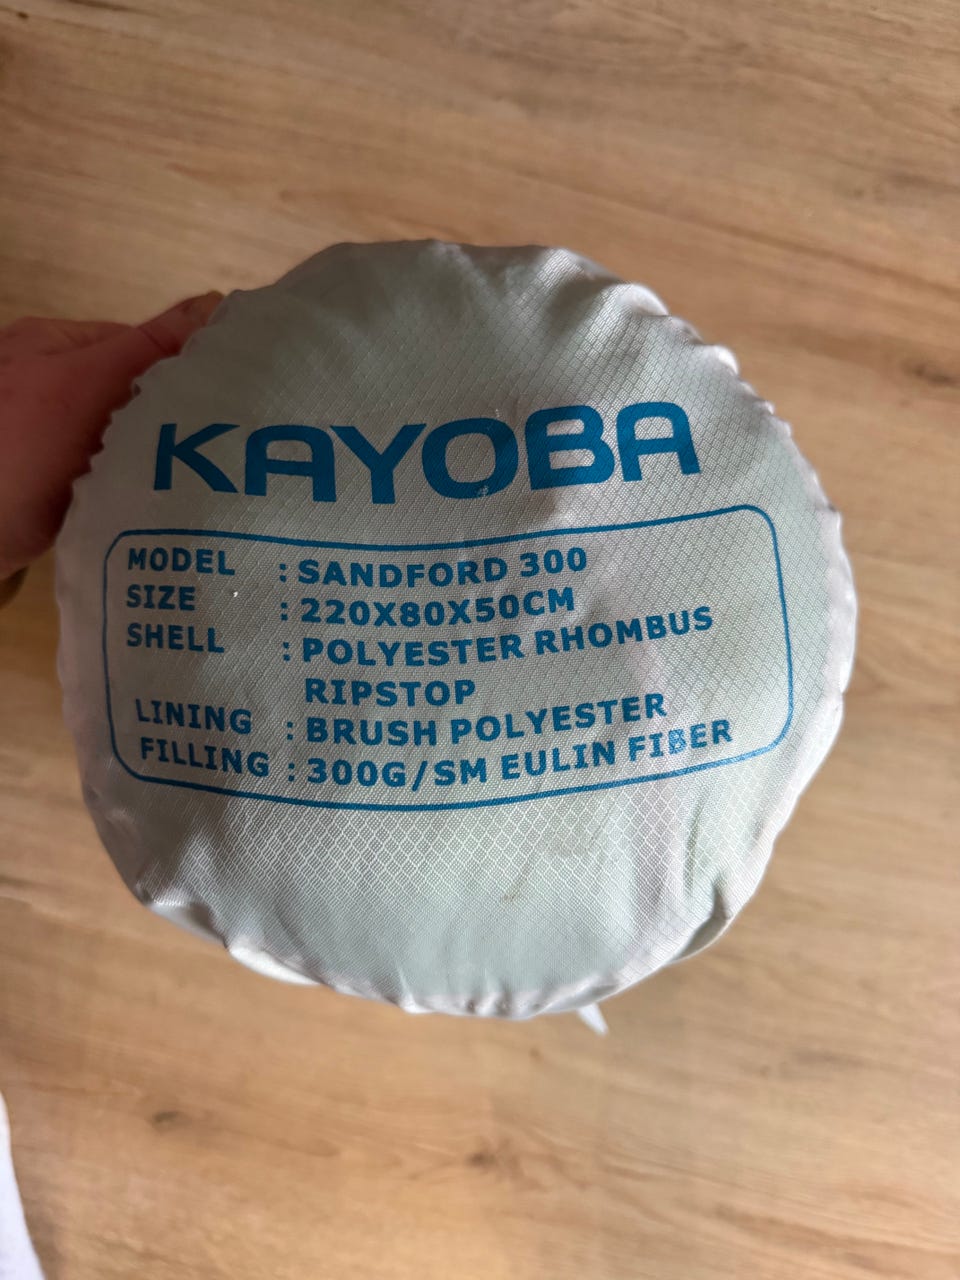 KAYOBA
MODEL : SANDFORD 300
SIZE : 220X80X50CM
SHELL : POLYESTER RHOMBUS
RIPSTOP
LINING : BRUSH POLYESTER
FILLING : 300G/SM EULIN FIBER